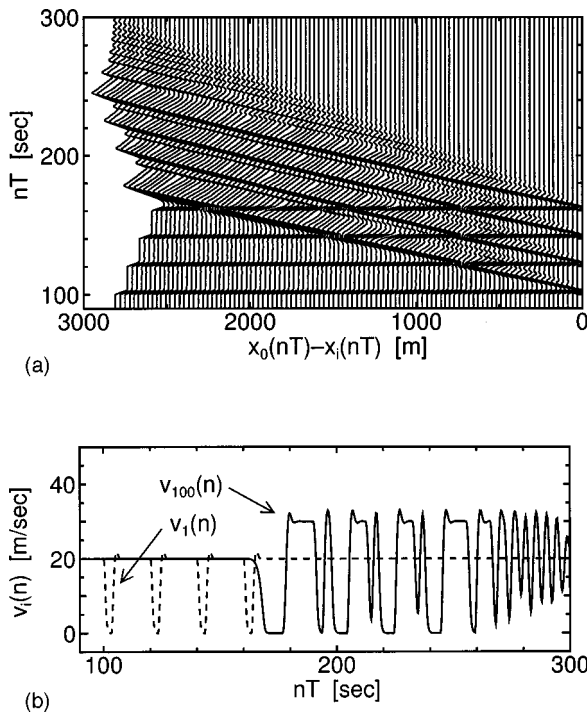 300
nT [sec]
200
100
3000 2000 1000 0
x₀(nT)−xᵢ(nT) [m]
(a)
vᵢ(n) [m/sec]
40
20
0
v₁₀₀(n)
v₁(n)
100 200 300
nT [sec]
(b)